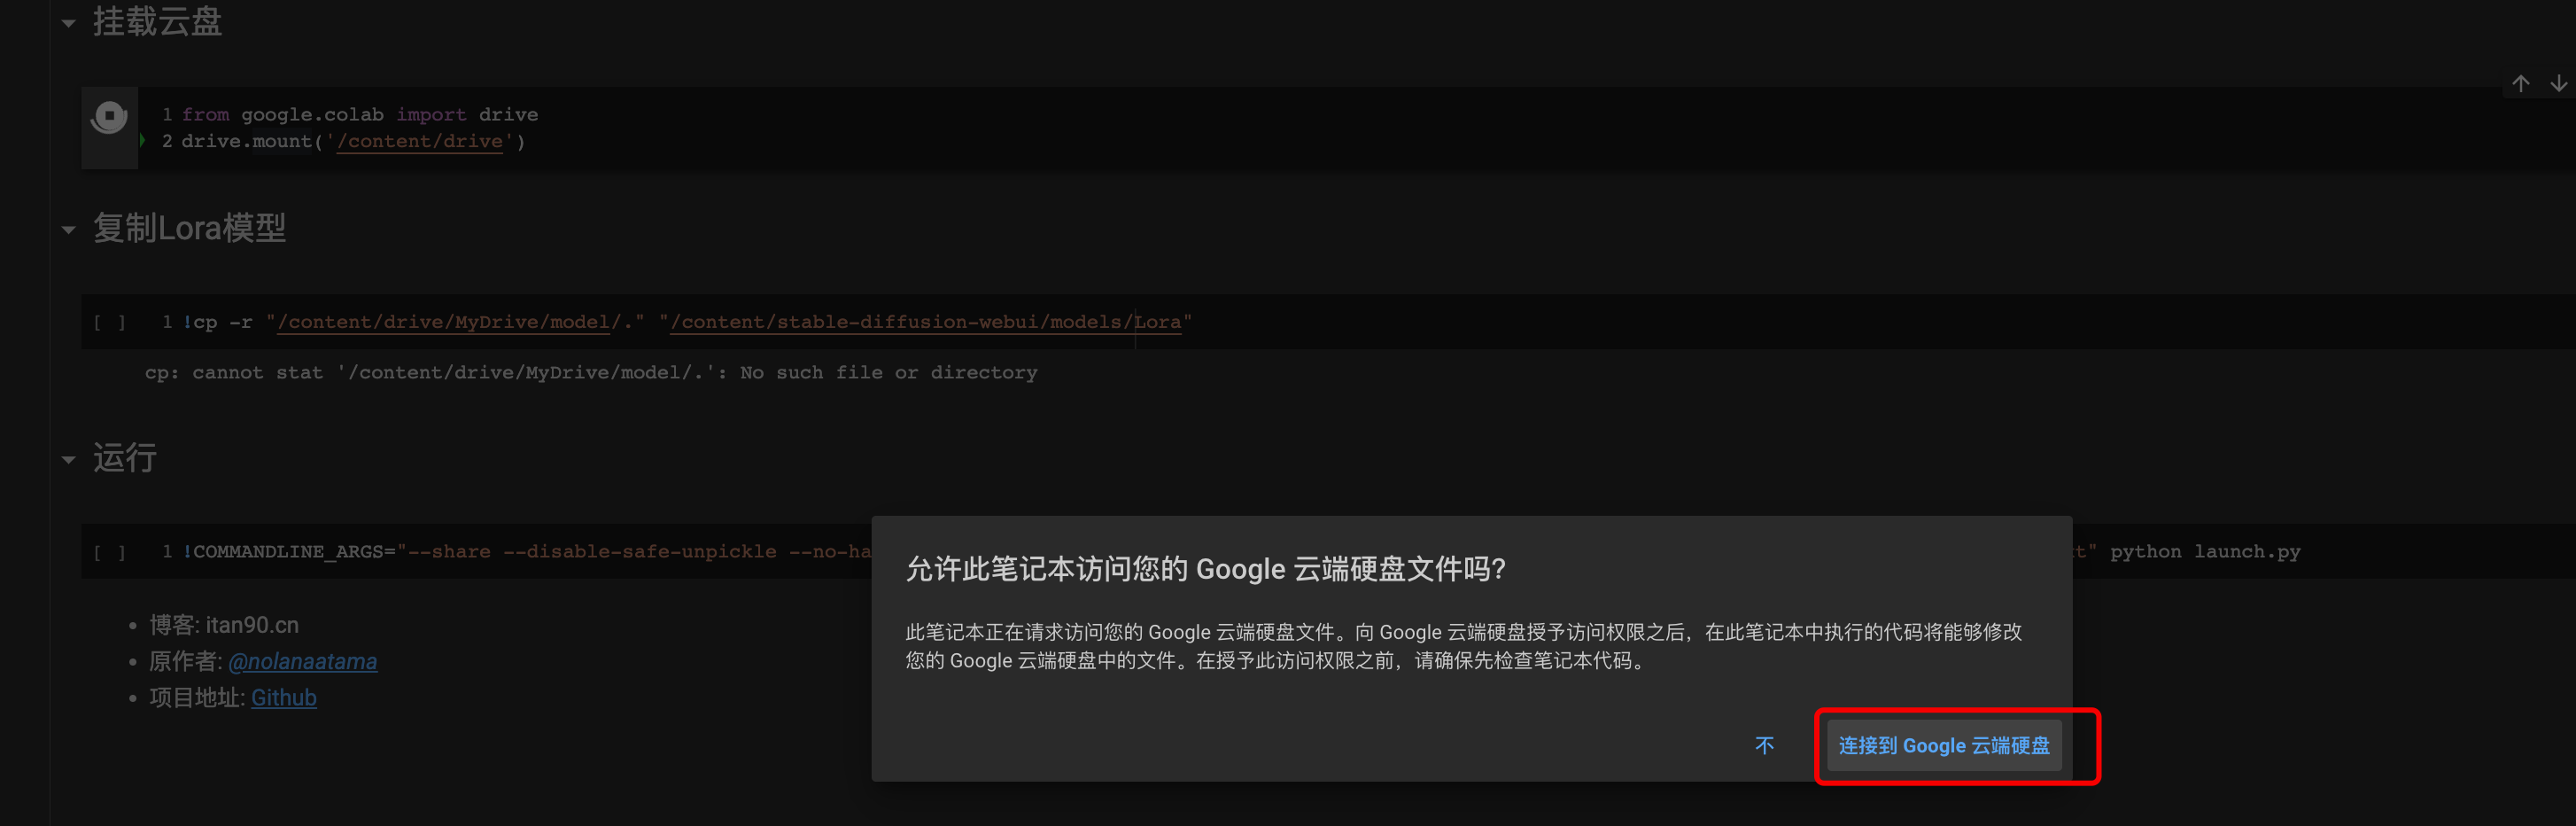 挂载云盘
1 from google.colab import drive
2 drive.mount('/content/drive')
复制Lora模型
[ ] 1 !cp -r "/content/drive/MyDrive/model/." "/content/stable-diffusion-webui/models/Lora"
cp: cannot stat '/content/drive/MyDrive/model/.': No such file or directory
运行
[ ] 1 !COMMANDLINE_ARGS="--share --disable-safe-unpickle --no-ha t" python launch.py
允许此笔记本访问您的 Google 云端硬盘文件吗?
此笔记本正在请求访问您的 Google 云端硬盘文件。向 Google 云端硬盘授予访问权限之后，在此笔记本中执行的代码将能够修改
您的 Google 云端硬盘中的文件。在授予此访问权限之前，请确保先检查笔记本代码。
不 连接到 Google 云端硬盘
• 博客: itan90.cn
• 原作者: @nolanaatama
• 项目地址: Github